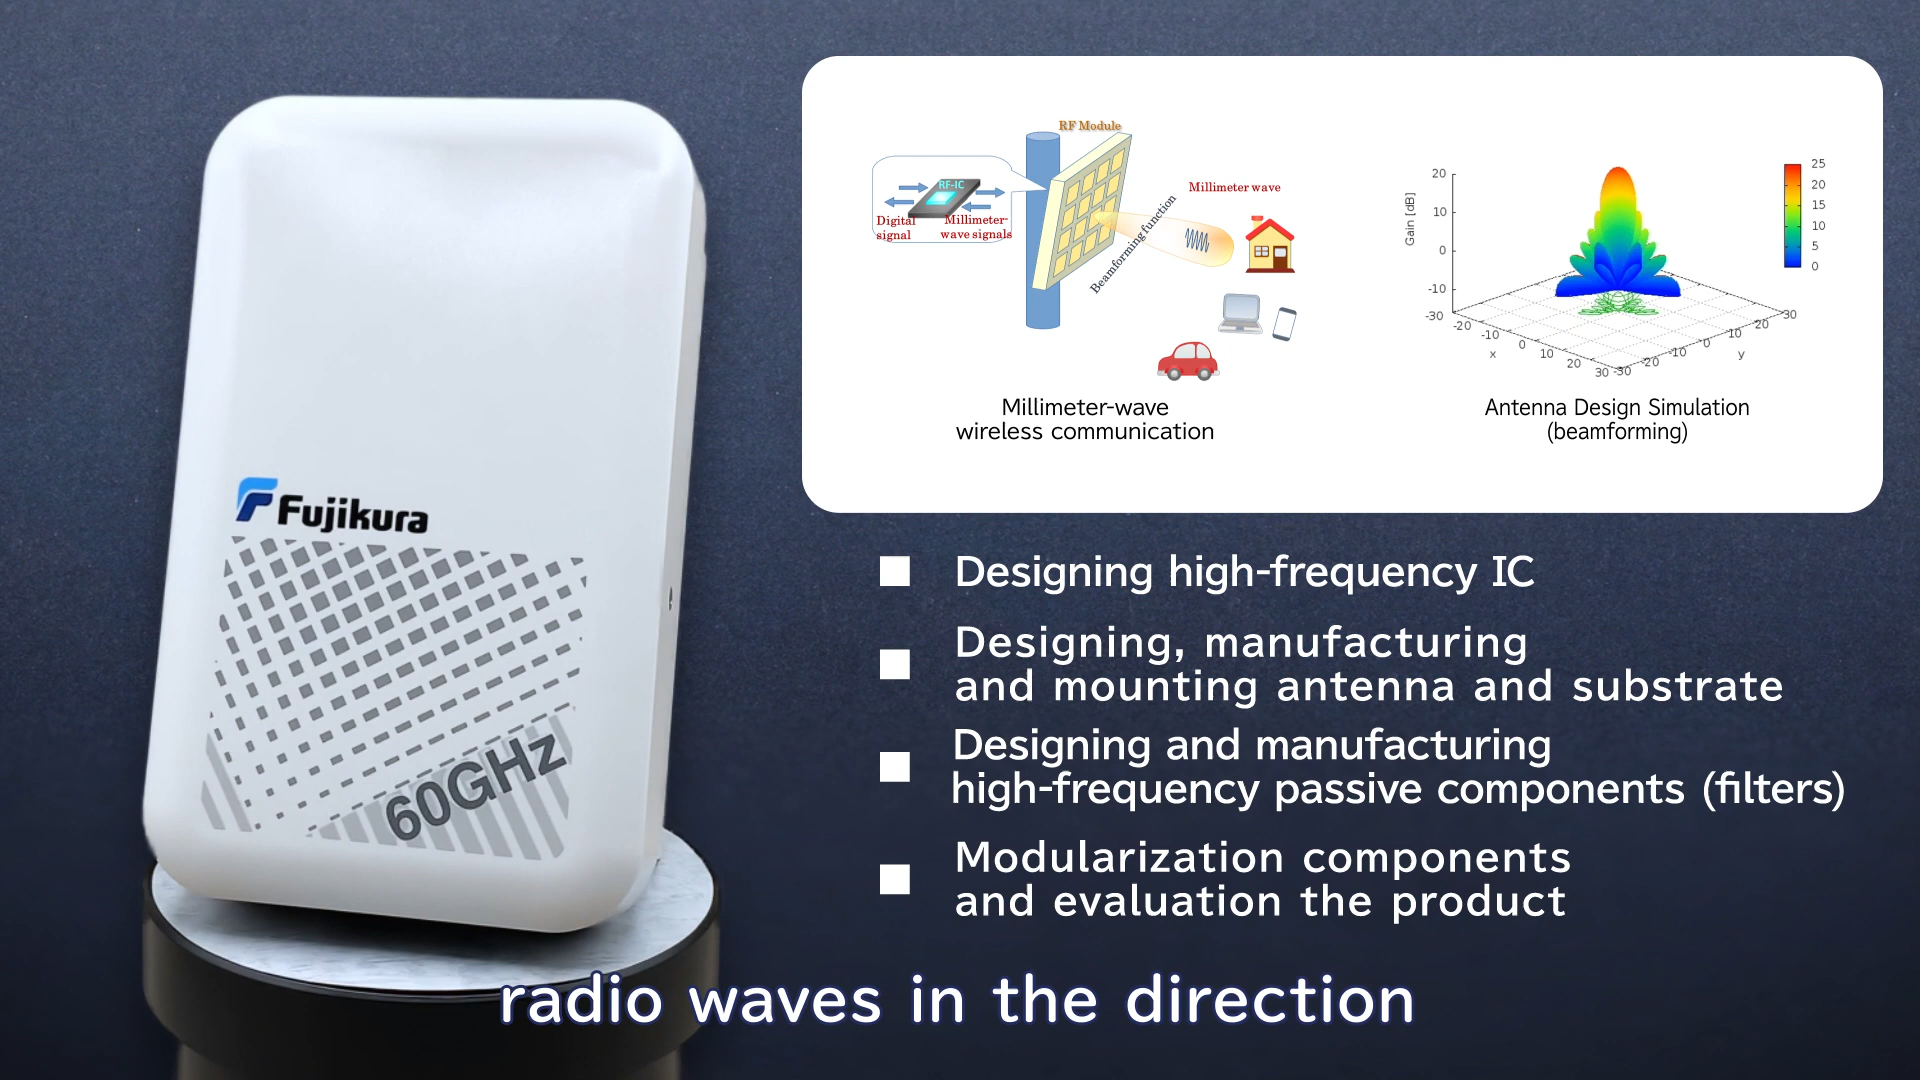 Fujikura
60GHz
RF Module
RF-IC
Digital
signal
Millimeter-
wave signals
Beamforming function
Millimeter wave
Millimeter-wave
wireless communication
Gain [dB]
20
10
0
-10
-30
-20
-10
0
10
20
30
x
-30
-20
-10
0
10
20
30
y
25
20
15
10
5
0
Antenna Design Simulation
(beamforming)
■ Designing high-frequency IC
■ Designing, manufacturing
and mounting antenna and substrate
■ Designing and manufacturing
high-frequency passive components (filters)
■ Modularization components
and evaluation the product
radio waves in the direction